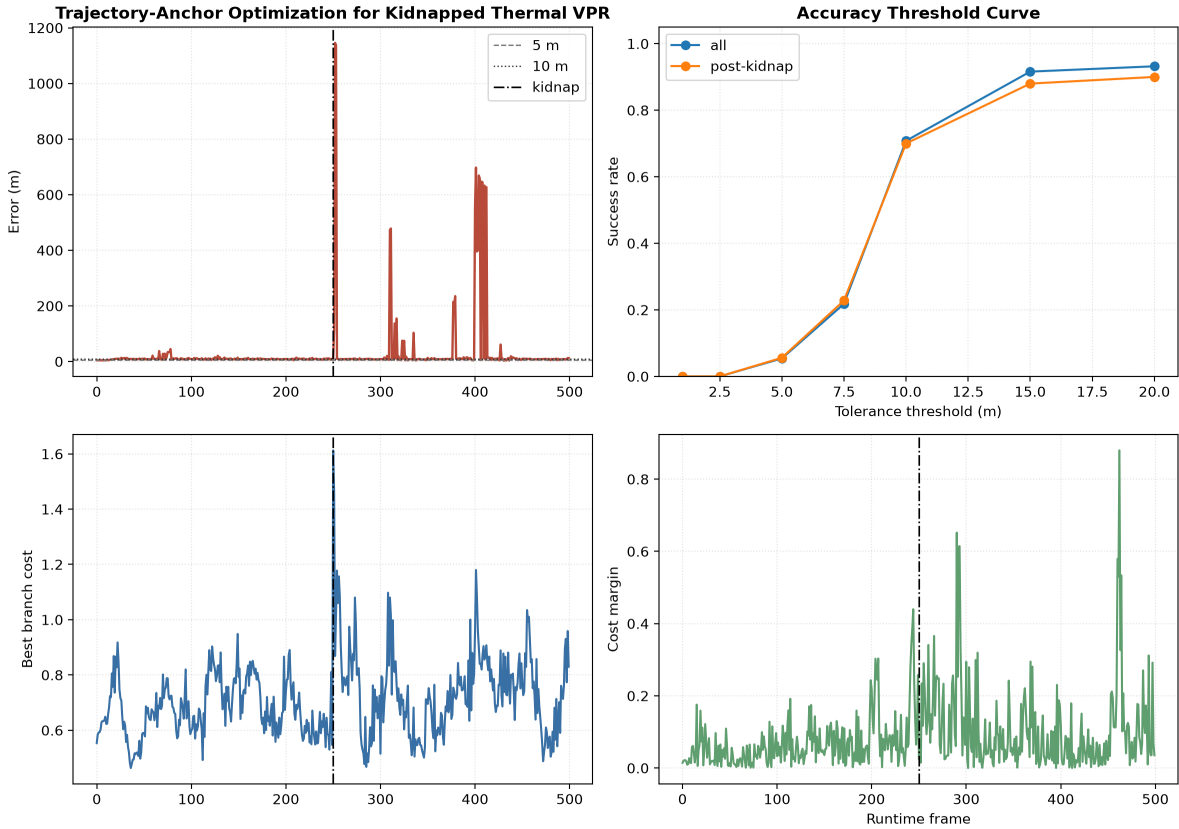 Trajectory-Anchor Optimization for Kidnapped Thermal VPR
1200
1000
800
600
400
200
0
Error (m)
5 m
10 m
kidnap
0 100 200 300 400 500
Accuracy Threshold Curve
1.0
0.8
0.6
0.4
0.2
0.0
Success rate
all
post-kidnap
2.5 5.0 7.5 10.0 12.5 15.0 17.5 20.0
Tolerance threshold (m)
1.6
1.4
1.2
1.0
0.8
0.6
Best branch cost
0 100 200 300 400 500
0.8
0.6
0.4
0.2
0.0
Cost margin
0 100 200 300 400 500
Runtime frame